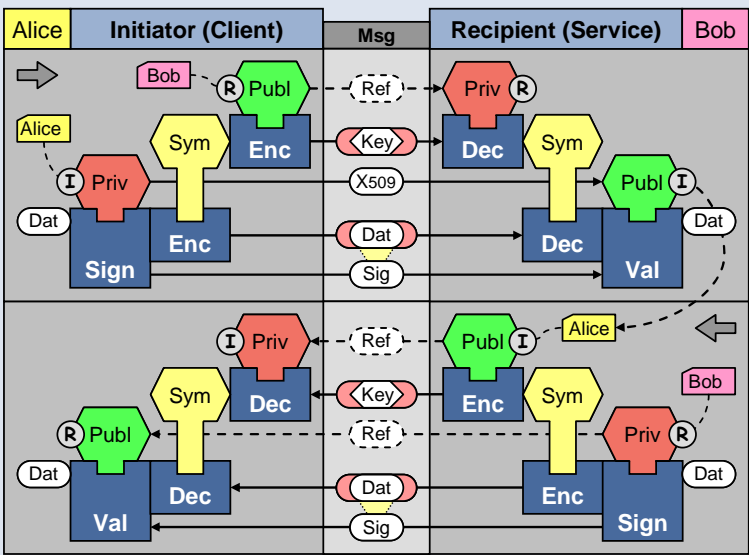 Alice Initiator (Client) Msg Recipient (Service) Bob
Bob R Publ Ref Priv R
Alice Sym Enc Key Dec Sym
I Priv X509 Publ I
Dat Enc Dat Dec Dat
Sign Sig Val
I Priv Ref Publ I Alice
Sym Dec Key Enc Sym Bob
R Publ Ref Priv R
Dat Dec Dat Enc Dat
Val Sig Sign